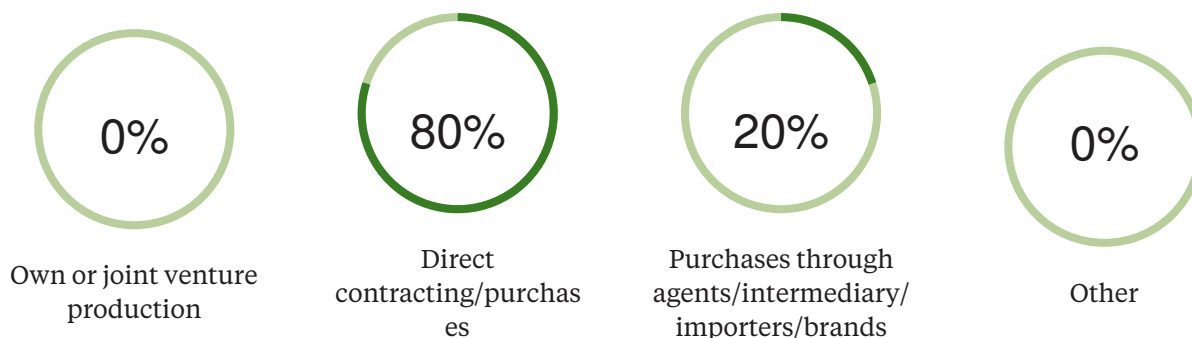 0%
Own or joint venture
production
80%
Direct
contracting/purchas
es
20%
Purchases through
agents/intermediary/
importers/brands
0%
Other